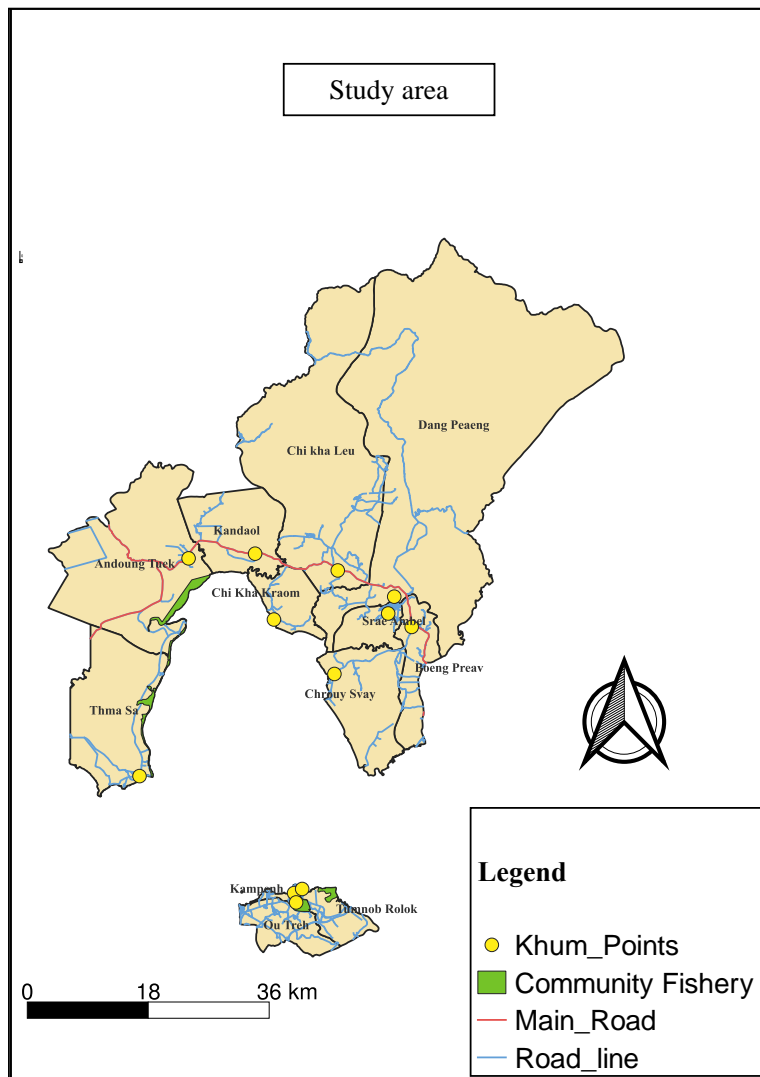 Study area
Dang Peaeng
Chi kha Leu
Kandaol
Andoung Tuek
Chi Kha Kraom
Srae Ambel
Boeng Preav
Chrouy Svay
Thma Sa
Kampenh
Tumnob Rolok
Ou Treh
Legend
Khum_Points
Community Fishery
Main_Road
Road_line
0 18 36 km